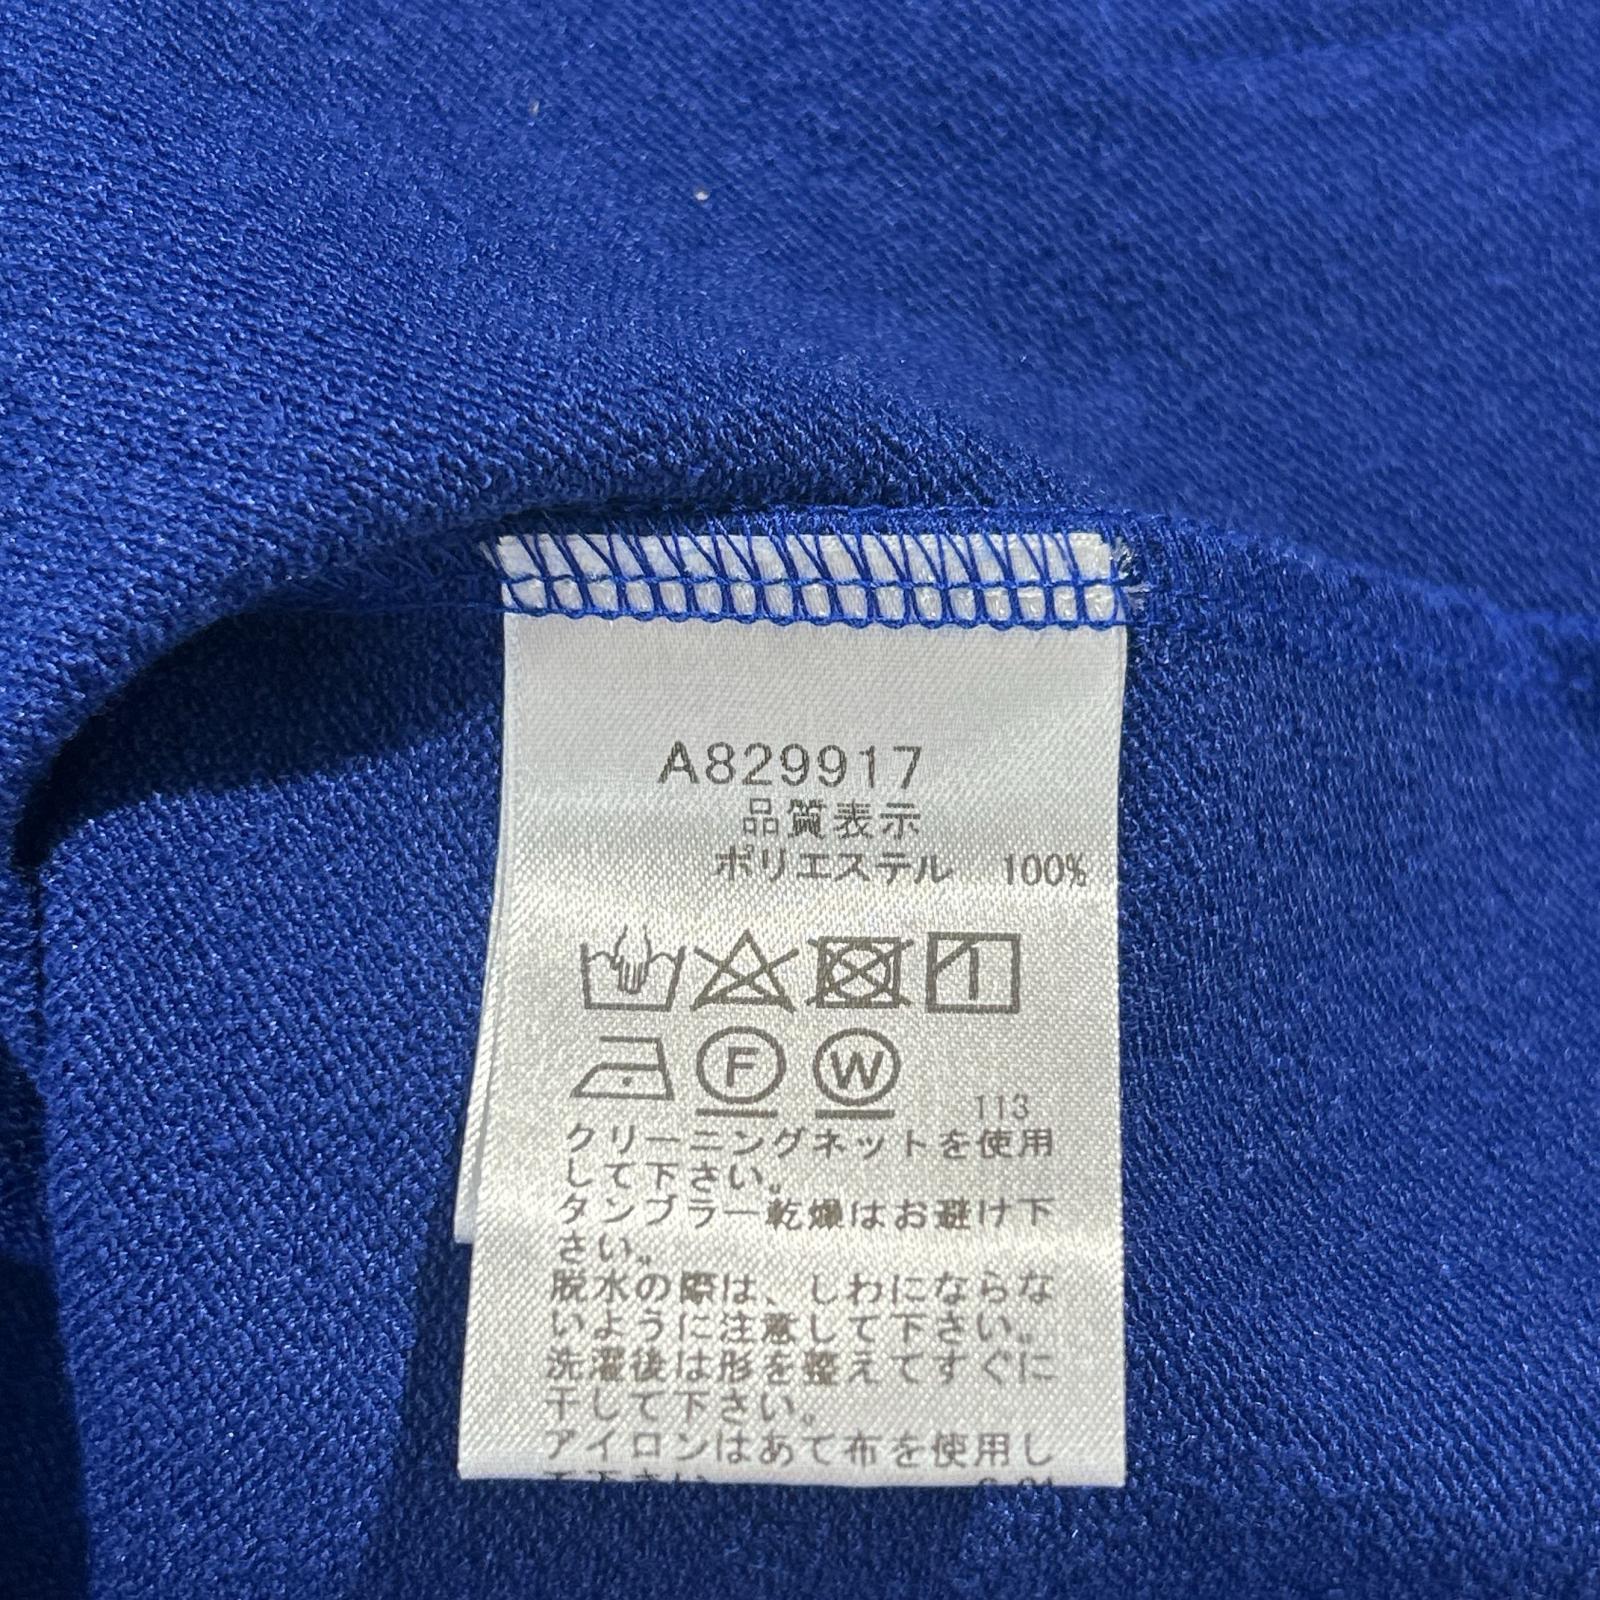 A829917
品質表示
ポリエステル 100%
1
F W
113
クリーニングネットを使用
して下さい。
タンブラー乾燥はお避け下
さい。
脱水の際は、しわにならな
いように注意して下さい。
洗濯後は形を整えてすぐに
干して下さい。
アイロンはあて布を使用し